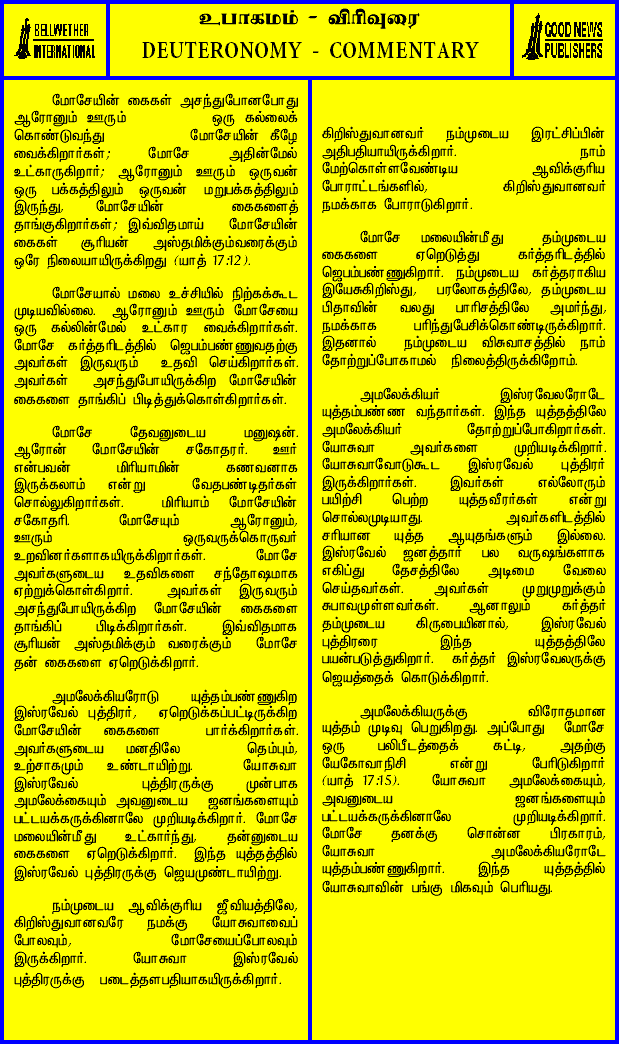 BELLWETHER
INTERNATIONAL
உபாகமம் - விரிவுரை
DEUTERONOMY - COMMENTARY
GOOD NEWS
PUBLISHERS
மோசேயின் கைகள் அசந்துபோனபோது
ஆரோனும் ஊரும் ஒரு கல்லைக்
கொண்டுவந்து மோசேயின் கீழே
வைக்கிறார்கள்; மோசே அதின்மேல்
உட்காருகிறார்; ஆரோனும் ஊரும் ஒருவன்
ஒரு பக்கத்திலும் ஒருவன் மறுபக்கத்திலும்
இருந்து, மோசேயின் கைகளைத்
தாங்குகிறார்கள்; இவ்விதமாய் மோசேயின்
கைகள் சூரியன் அஸ்தமிக்கும்வரைக்கும்
ஒரே நிலையாயிருக்கிறது (யாத் 17:12).
மோசேயால் மலை உச்சியில் நிற்கக்கூட
முடியவில்லை. ஆரோனும் ஊரும் மோசேயை
ஒரு கல்லின்மேல் உட்கார வைக்கிறார்கள்.
மோசே கர்த்தரிடத்தில் ஜெபம்பண்ணுவதற்கு
அவர்கள் இருவரும் உதவி செய்கிறார்கள்.
அவர்கள் அசந்துபோயிருக்கிற மோசேயின்
கைகளை தாங்கிப் பிடித்துக்கொள்கிறார்கள்.
மோசே தேவனுடைய மனுஷன்.
ஆரோன் மோசேயின் சகோதரர். ஊர்
என்பவன் மிரியாமின் கணவனாக
இருக்கலாம் என்று வேதபண்டிதர்கள்
சொல்லுகிறார்கள். மிரியாம் மோசேயின்
சகோதரி. மோசேயும் ஆரோனும்,
ஊரும் ஒருவருக்கொருவர்
உறவினர்களாகயிருக்கிறார்கள். மோசே
அவர்களுடைய உதவிகளை சந்தோஷமாக
ஏற்றுக்கொள்கிறார். அவர்கள் இருவரும்
அசந்துபோயிருக்கிற மோசேயின் கைகளை
தாங்கிப் பிடிக்கிறார்கள். இவ்விதமாக
சூரியன் அஸ்தமிக்கும் வரைக்கும் மோசே
தன் கைகளை ஏறெடுக்கிறார்.
அமலேக்கியரோடு யுத்தம்பண்ணுகிற
இஸ்ரவேல் புத்திரர், ஏறெடுக்கப்பட்டிருக்கிற
மோசேயின் கைகளை பார்க்கிறார்கள்.
அவர்களுடைய மனதிலே தெம்பும்,
உற்சாகமும் உண்டாயிற்று. யோசுவா
இஸ்ரவேல் புத்திரருக்கு முன்பாக
அமலேக்கையும் அவனுடைய ஜனங்களையும்
பட்டயக்கருக்கினாலே முறியடிக்கிறார். மோசே
மலையின்மீது உட்கார்ந்து, தன்னுடைய
கைகளை ஏறெடுக்கிறார். இந்த யுத்தத்தில்
இஸ்ரவேல் புத்திரருக்கு ஜெயமுண்டாயிற்று.
நம்முடைய ஆவிக்குரிய ஜீவியத்திலே,
கிறிஸ்துவானவரே நமக்கு யோசுவாவைப்
போலவும், மோசேயைப்போலவும்
இருக்கிறார். யோசுவா இஸ்ரவேல்
புத்திரருக்கு படைத்தளபதியாகயிருக்கிறார்.
கிறிஸ்துவானவர் நம்முடைய இரட்சிப்பின்
அதிபதியாயிருக்கிறார். நாம்
மேற்கொள்ளவேண்டிய ஆவிக்குரிய
போராட்டங்களில், கிறிஸ்துவானவர்
நமக்காக போராடுகிறார்.
மோசே மலையின்மீது தம்முடைய
கைகளை ஏறெடுத்து கர்த்தரிடத்தில்
ஜெபம்பண்ணுகிறார். நம்முடைய கர்த்தராகிய
இயேசுகிறிஸ்து, பரலோகத்திலே, தம்முடைய
பிதாவின் வலது பாரிசத்திலே அமர்ந்து,
நமக்காக பரிந்துபேசிக்கொண்டிருக்கிறார்.
இதனால் நம்முடைய விசுவாசத்தில் நாம்
தோற்றுப்போகாமல் நிலைத்திருக்கிறோம்.
அமலேக்கியர் இஸ்ரவேலரோடே
யுத்தம்பண்ண வந்தார்கள். இந்த யுத்தத்திலே
அமலேக்கியர் தோற்றுப்போகிறார்கள்.
யோசுவா அவர்களை முறியடிக்கிறார்.
யோசுவாவோடுகூட இஸ்ரவேல் புத்திரர்
இருக்கிறார்கள். இவர்கள் எல்லோரும்
பயிற்சி பெற்ற யுத்தவீரர்கள் என்று
சொல்லமுடியாது. அவர்களிடத்தில்
சரியான யுத்த ஆயுதங்களும் இல்லை.
இஸ்ரவேல் ஜனத்தார் பல வருஷங்களாக
எகிப்து தேசத்திலே அடிமை வேலை
செய்தவர்கள். அவர்கள் முறுமுறுக்கும்
சுபாவமுள்ளவர்கள். ஆனாலும் கர்த்தர்
தம்முடைய கிருபையினால், இஸ்ரவேல்
புத்திரரை இந்த யுத்தத்திலே
பயன்படுத்துகிறார். கர்த்தர் இஸ்ரவேலருக்கு
ஜெயத்தைக் கொடுக்கிறார்.
அமலேக்கியருக்கு விரோதமான
யுத்தம் முடிவு பெறுகிறது. அப்போது மோசே
ஒரு பலிபீடத்தைக் கட்டி, அதற்கு
யேகோவாநிசி என்று பேரிடுகிறார்
(யாத் 17:15). யோசுவா அமலேக்கையும்,
அவனுடைய ஜனங்களையும்
பட்டயக்கருக்கினாலே முறியடிக்கிறார்.
மோசே தனக்கு சொன்ன பிரகாரம்,
யோசுவா அமலேக்கியரோடே
யுத்தம்பண்ணுகிறார். இந்த யுத்தத்தில்
யோசுவாவின் பங்கு மிகவும் பெரியது.